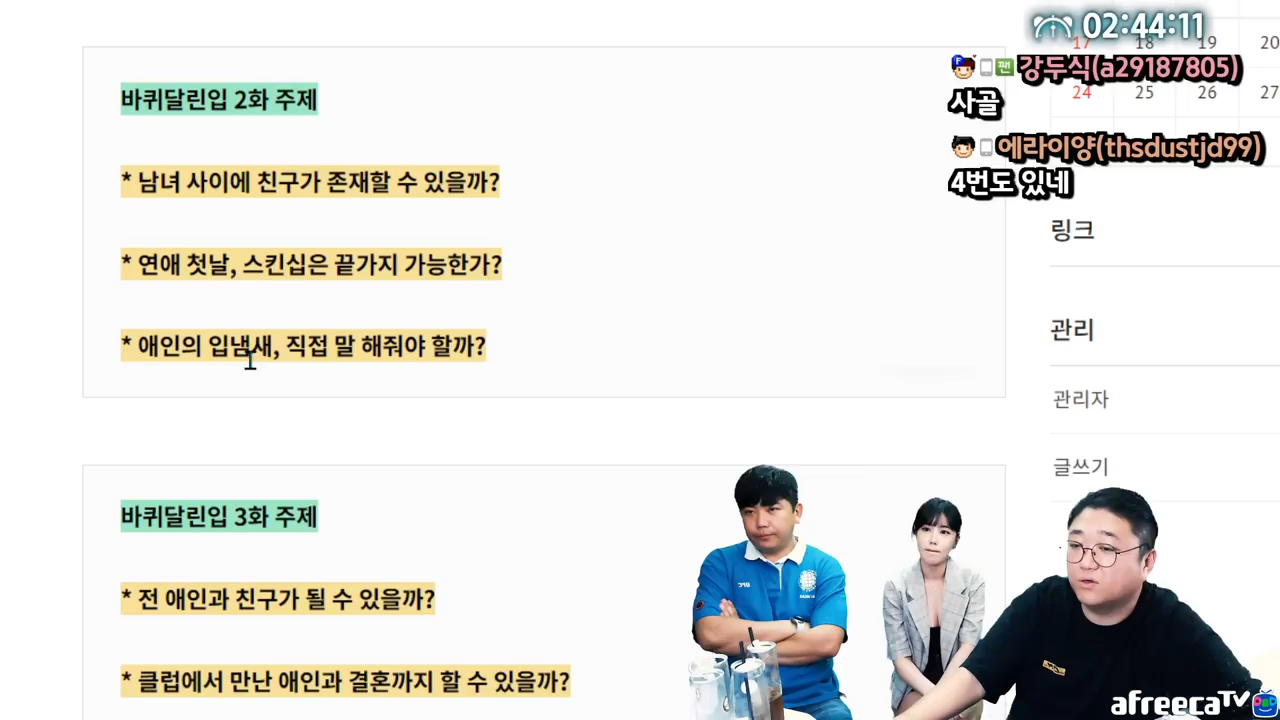 02:44:11
17 18 19 20
팬 강두식(a29187805)
사골
24 25 26 27
에라이양(thsdustjd99)
4번도 있네
바퀴달린입 2화 주제
* 남녀 사이에 친구가 존재할 수 있을까?
* 연애 첫날, 스킨십은 끝가지 가능한가?
* 애인의 입냄새, 직접 말 해줘야 할까?
링크
관리
관리자
글쓰기
바퀴달린입 3화 주제
* 전 애인과 친구가 될 수 있을까?
* 클럽에서 만난 애인과 결혼까지 할 수 있을까?
afreecaTV